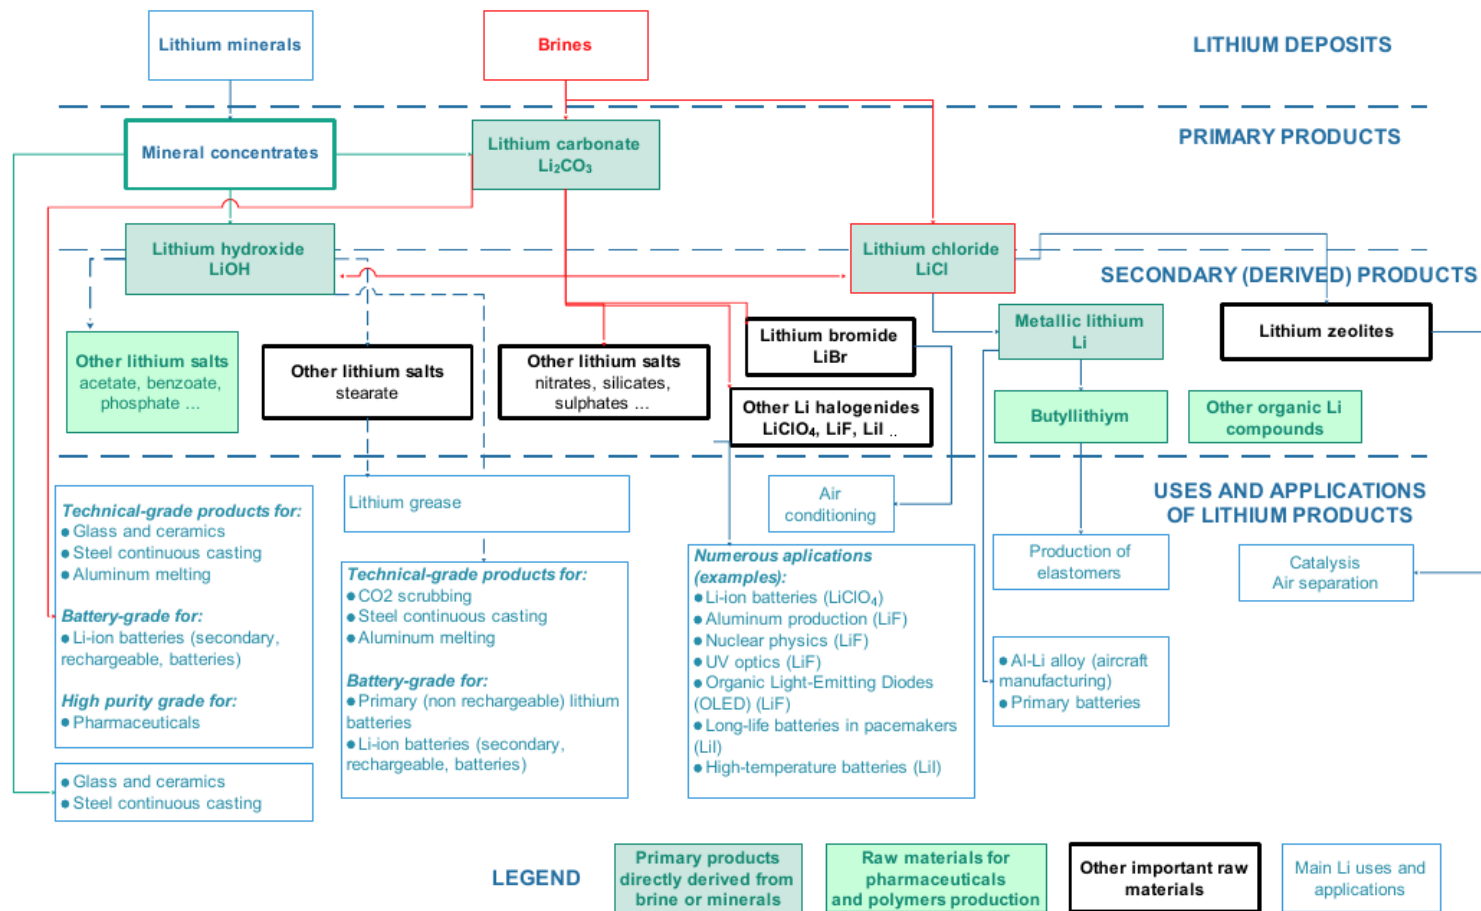 Lithium minerals
Brines
LITHIUM DEPOSITS
Mineral concentrates
Lithium carbonate
Li₂CO₃
PRIMARY PRODUCTS
Lithium hydroxide
LiOH
Lithium chloride
LiCl
SECONDARY (DERIVED) PRODUCTS
Other lithium salts
acetate, benzoate,
phosphate ...
Other lithium salts
stearate
Other lithium salts
nitrates, silicates,
sulphates ...
Lithium bromide
LiBr
Other Li halogenides
LiClO₄, LiF, LiI ..
Metallic lithium
Li
Lithium zeolites
Butyllithiym
Other organic Li
compounds
USES AND APPLICATIONS
OF LITHIUM PRODUCTS
Technical-grade products for:
● Glass and ceramics
● Steel continuous casting
● Aluminum melting
Battery-grade for:
● Li-ion batteries (secondary,
rechargeable, batteries)
High purity grade for:
● Pharmaceuticals
● Glass and ceramics
● Steel continuous casting
Lithium grease
Technical-grade products for:
● CO2 scrubbing
● Steel continuous casting
● Aluminum melting
Battery-grade for:
● Primary (non rechargeable) lithium
batteries
● Li-ion batteries (secondary,
rechargeable, batteries)
Air
conditioning
Numerous aplications
(examples):
● Li-ion batteries (LiClO₄)
● Aluminum production (LiF)
● Nuclear physics (LiF)
● UV optics (LiF)
● Organic Light-Emitting Diodes
(OLED) (LiF)
● Long-life batteries in pacemakers
(LiI)
● High-temperature batteries (LiI)
Production of
elastomers
● Al-Li alloy (aircraft
manufacturing)
● Primary batteries
Catalysis
Air separation
LEGEND
Primary products
directly derived from
brine or minerals
Raw materials for
pharmaceuticals
and polymers production
Other important raw
materials
Main Li uses and
applications